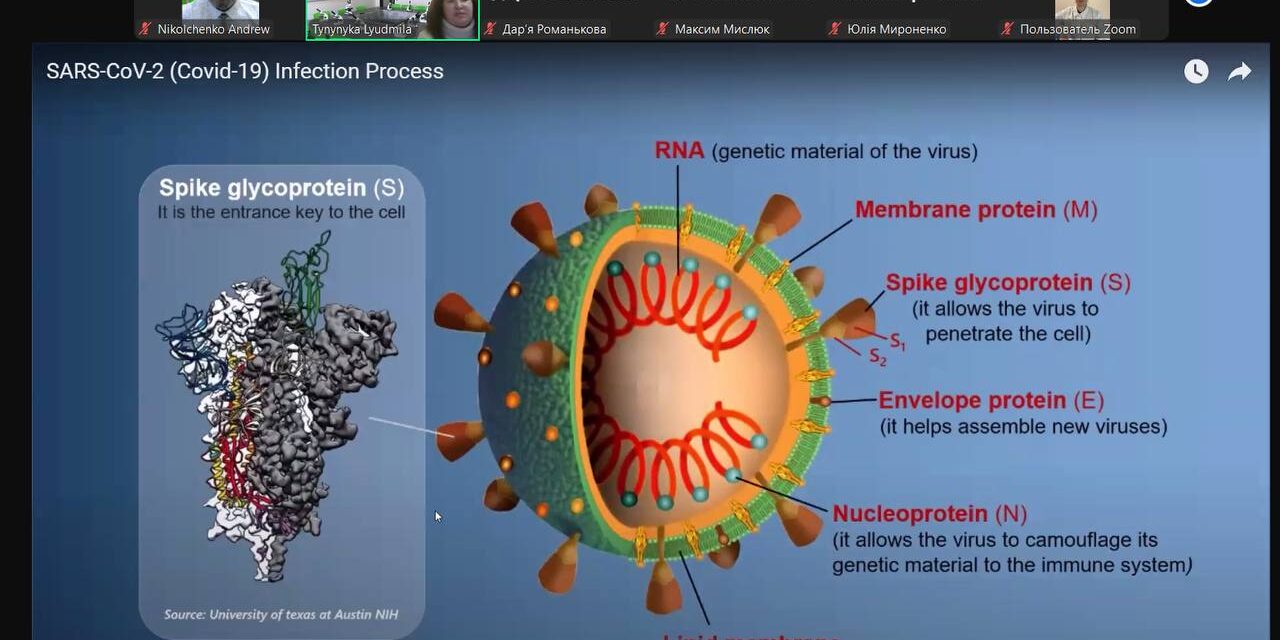 Nikolchenko Andrew
Tynynyka Lyudmila
Дар'я Романькова
Максим Мислюк
Юлія Мироненко
Пользователь Zoom
SARS-CoV-2 (Covid-19) Infection Process
RNA (genetic material of the virus)
Spike glycoprotein (S)
It is the entrance key to the cell
Membrane protein (M)
Spike glycoprotein (S)
(it allows the virus to
penetrate the cell)
S1
S2
Envelope protein (E)
(it helps assemble new viruses)
Nucleoprotein (N)
(it allows the virus to camouflage its
genetic material to the immune system)
Source: University of texas at Austin NIH